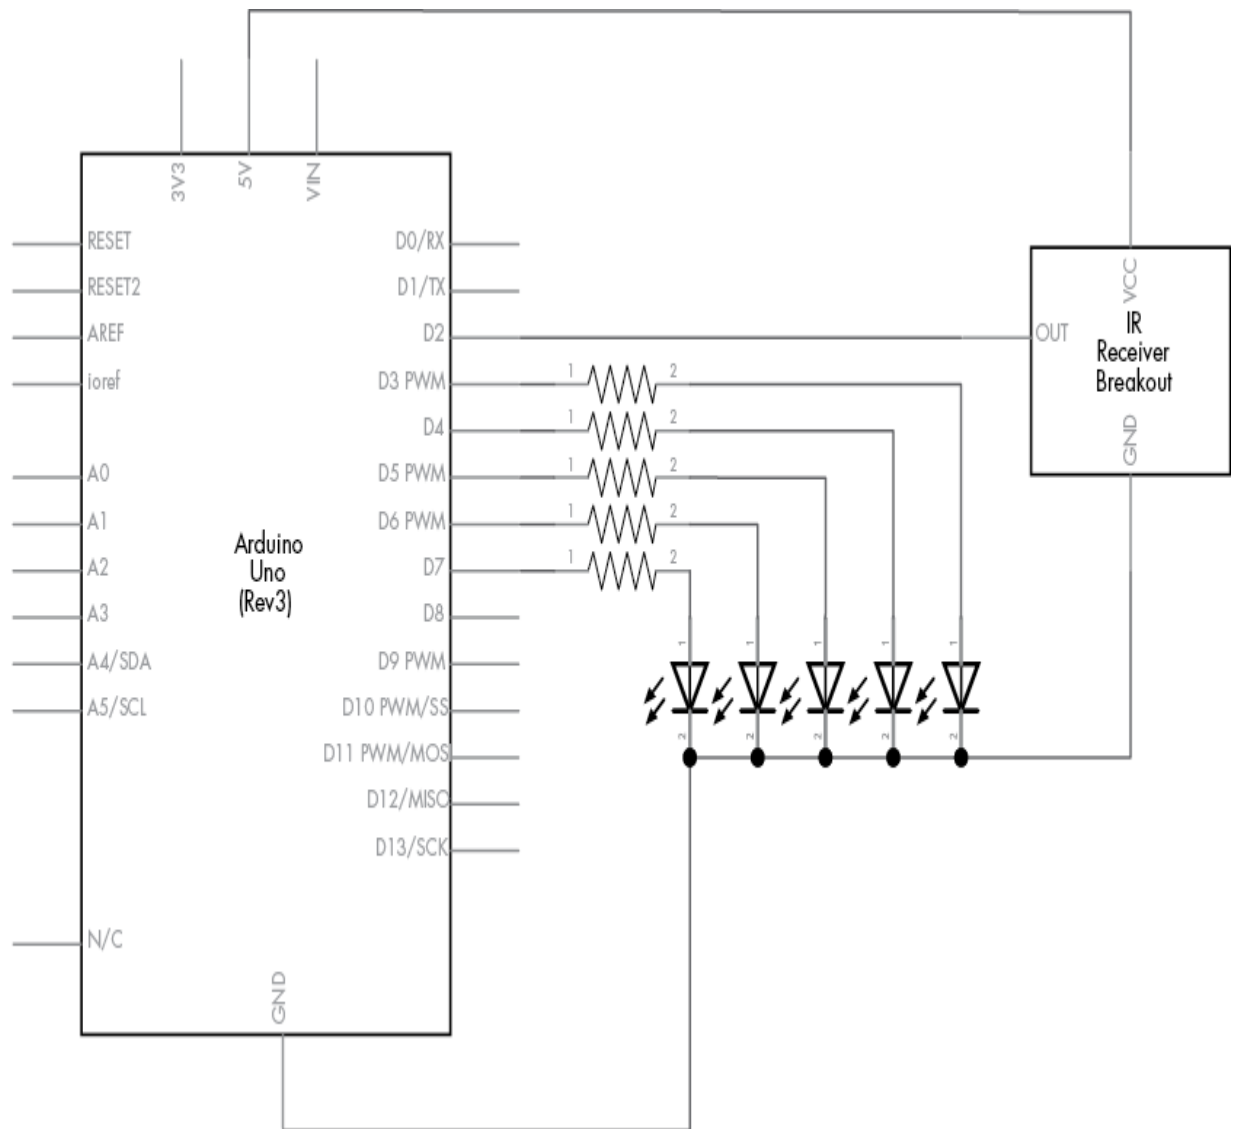 3V3
5V
VIN
RESET
D0/RX
RESET2
D1/TX
AREF
D2
ioref
D3 PWM
D4
A0
D5 PWM
A1
D6 PWM
A2
D7
A3
D8
A4/SDA
D9 PWM
A5/SCL
D10 PWM/SS
D11 PWM/MOS
D12/MISO
D13/SCK
N/C
GND
Arduino
Uno
(Rev3)
1 2
1 2
1 2
1 2
1 2
1 1 1 1 1
2 2 2 2 2
VCC
OUT
IR
Receiver
Breakout
GND